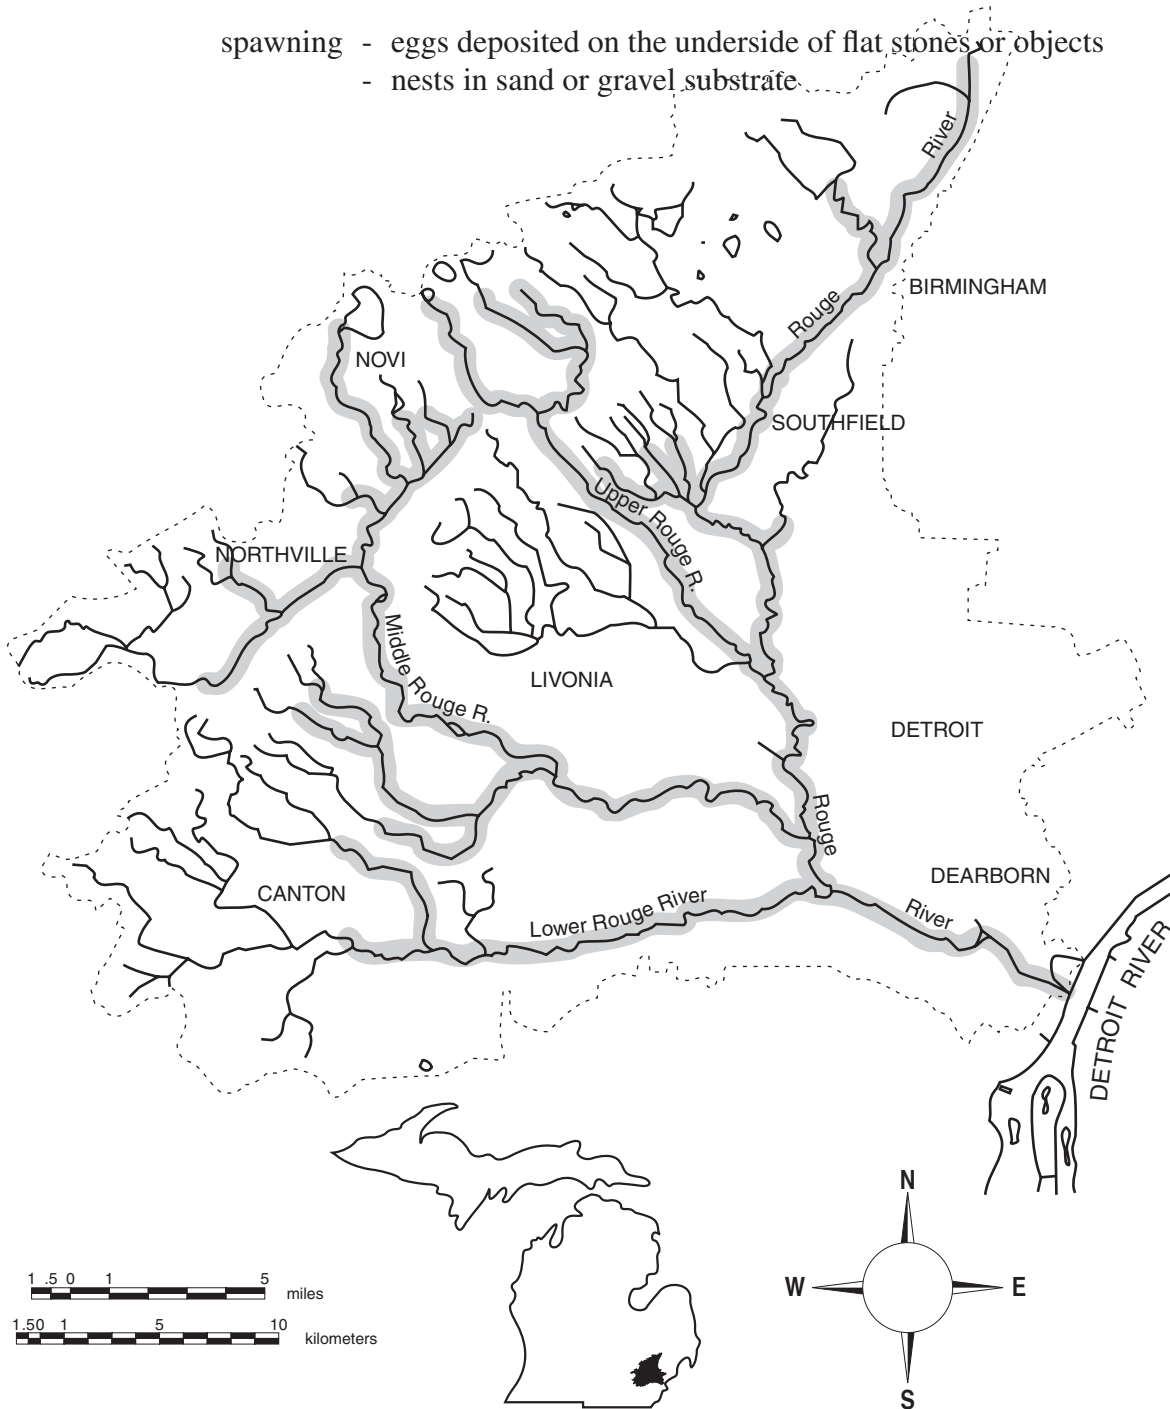 spawning - eggs deposited on the underside of flat stones or objects
- nests in sand or gravel substrate
River
BIRMINGHAM
Rouge
NOVI
SOUTHFIELD
Upper Rouge R.
NORTHVILLE
Middle Rouge R.
LIVONIA
DETROIT
Rouge
DEARBORN
CANTON
Lower Rouge River
River
DETROIT RIVER
N
W
E
S
1 .5 0 1 5
miles
1.50 1 5 10
kilometers